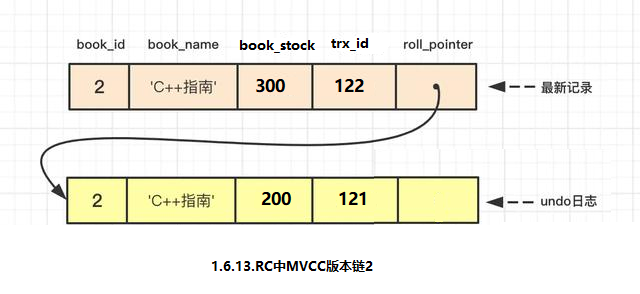 book_id book_name book_stock trx_id roll_pointer
2 'C++指南' 300 122 最新记录
2 'C++指南' 200 121 undo日志
1.6.13.RC中MVCC版本链2